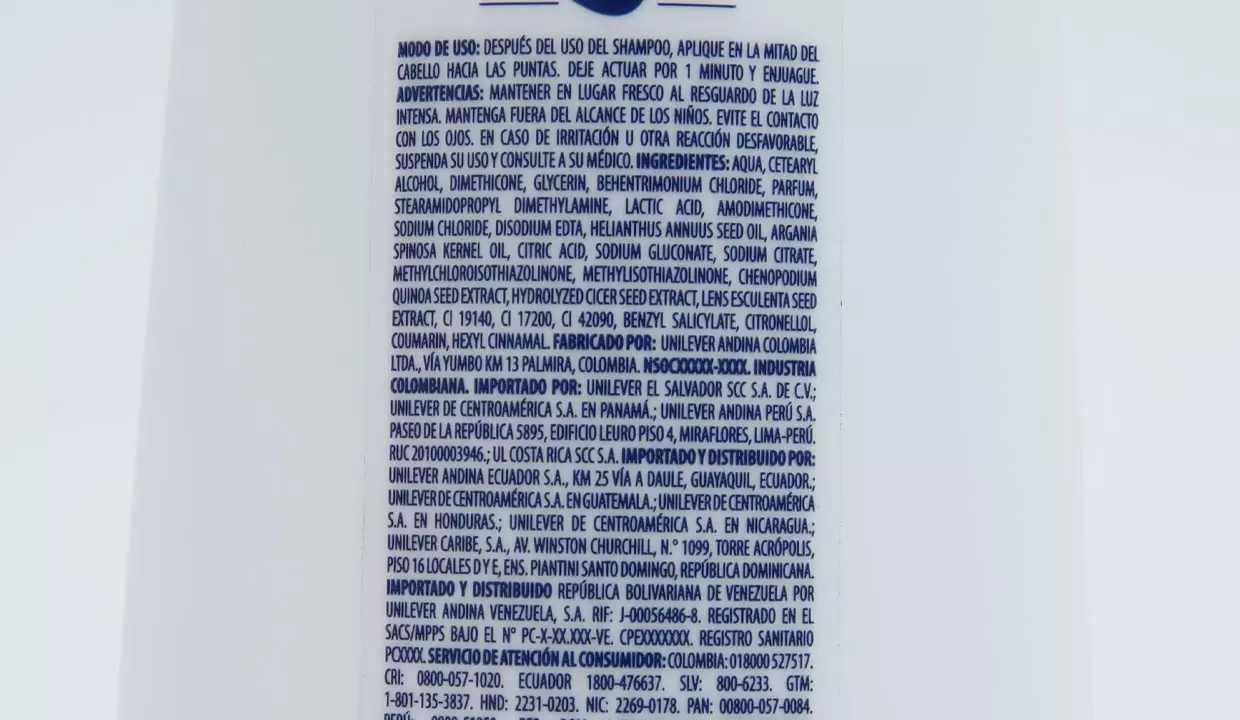 MODO DE USO: DESPUÉS DEL USO DEL SHAMPOO, APLIQUE EN LA MITAD DEL
CABELLO HACIA LAS PUNTAS. DEJE ACTUAR POR 1 MINUTO Y ENJUAGUE.
ADVERTENCIAS: MANTENER EN LUGAR FRESCO AL RESGUARDO DE LA LUZ
INTENSA. MANTENGA FUERA DEL ALCANCE DE LOS NIÑOS. EVITE EL CONTACTO
CON LOS OJOS. EN CASO DE IRRITACIÓN U OTRA REACCIÓN DESFAVORABLE,
SUSPENDA SU USO Y CONSULTE A SU MÉDICO. INGREDIENTES: AQUA, CETEARYL
ALCOHOL, DIMETHICONE, GLYCERIN, BEHENTRIMONIUM CHLORIDE, PARFUM,
STEARAMIDOPROPYL DIMETHYLAMINE, LACTIC ACID, AMODIMETHICONE,
SODIUM CHLORIDE, DISODIUM EDTA, HELIANTHUS ANNUUS SEED OIL, ARGANIA
SPINOSA KERNEL OIL, CITRIC ACID, SODIUM GLUCONATE, SODIUM CITRATE,
METHYLCHLOROISOTHIAZOLINONE, METHYLISOTHIAZOLINONE, CHENOPODIUM
QUINOA SEED EXTRACT, HYDROLYZED CICER SEED EXTRACT, LENS ESCULENTA SEED
EXTRACT, CI 19140, CI 17200, CI 42090, BENZYL SALICYLATE, CITRONELLOL,
COUMARIN, HEXYL CINNAMAL. FABRICADO POR: UNILEVER ANDINA COLOMBIA
LTDA., VÍA YUMBO KM 13 PALMIRA, COLOMBIA. NSOCXXXXX-XXXX. INDUSTRIA
COLOMBIANA. IMPORTADO POR: UNILEVER EL SALVADOR SCC S.A. DE C.V.;
UNILEVER DE CENTROAMÉRICA S.A. EN PANAMÁ.; UNILEVER ANDINA PERÚ S.A.
PASEO DE LA REPÚBLICA 5895, EDIFICIO LEURO PISO 4, MIRAFLORES, LIMA-PERÚ.
RUC 20100003946.; UL COSTA RICA SCC S.A. IMPORTADO Y DISTRIBUIDO POR:
UNILEVER ANDINA ECUADOR S.A., KM 25 VÍA A DAULE, GUAYAQUIL, ECUADOR.;
UNILEVER DE CENTROAMÉRICA S.A. EN GUATEMALA.; UNILEVER DE CENTROAMÉRICA
S.A. EN HONDURAS.; UNILEVER DE CENTROAMÉRICA S.A. EN NICARAGUA.;
UNILEVER CARIBE, S.A., AV. WINSTON CHURCHILL, N.° 1099, TORRE ACRÓPOLIS,
PISO 16 LOCALES D Y E, ENS. PIANTINI SANTO DOMINGO, REPÚBLICA DOMINICANA.
IMPORTADO Y DISTRIBUIDO REPÚBLICA BOLIVARIANA DE VENEZUELA POR
UNILEVER ANDINA VENEZUELA, S.A. RIF: J-00056486-8. REGISTRADO EN EL
SACS/MPPS BAJO EL N° PC-X-XX.XXX-VE. CPEXXXXXXX. REGISTRO SANITARIO
PCXXXX. SERVICIO DE ATENCIÓN AL CONSUMIDOR: COLOMBIA: 018000 527517.
CRI: 0800-057-1020. ECUADOR 1800-476637. SLV: 800-6233. GTM:
1-801-135-3837. HND: 2231-0203. NIC: 2269-0178. PAN: 00800-057-0084.